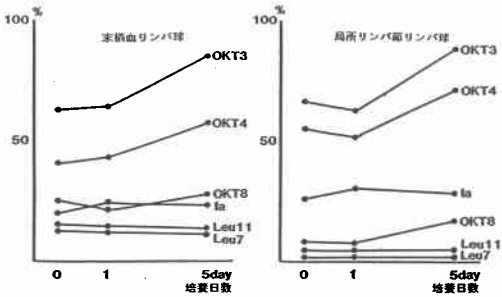 %
100
末梢血リンパ球
OKT3
OKT4
50
OKT8
Ia
Leu11
Leu7
0 1 5day
培養日数
%
100
局所リンパ節リンパ球
OKT3
OKT4
50
Ia
OKT8
Leu11
Leu7
0 1 5day
培養日数